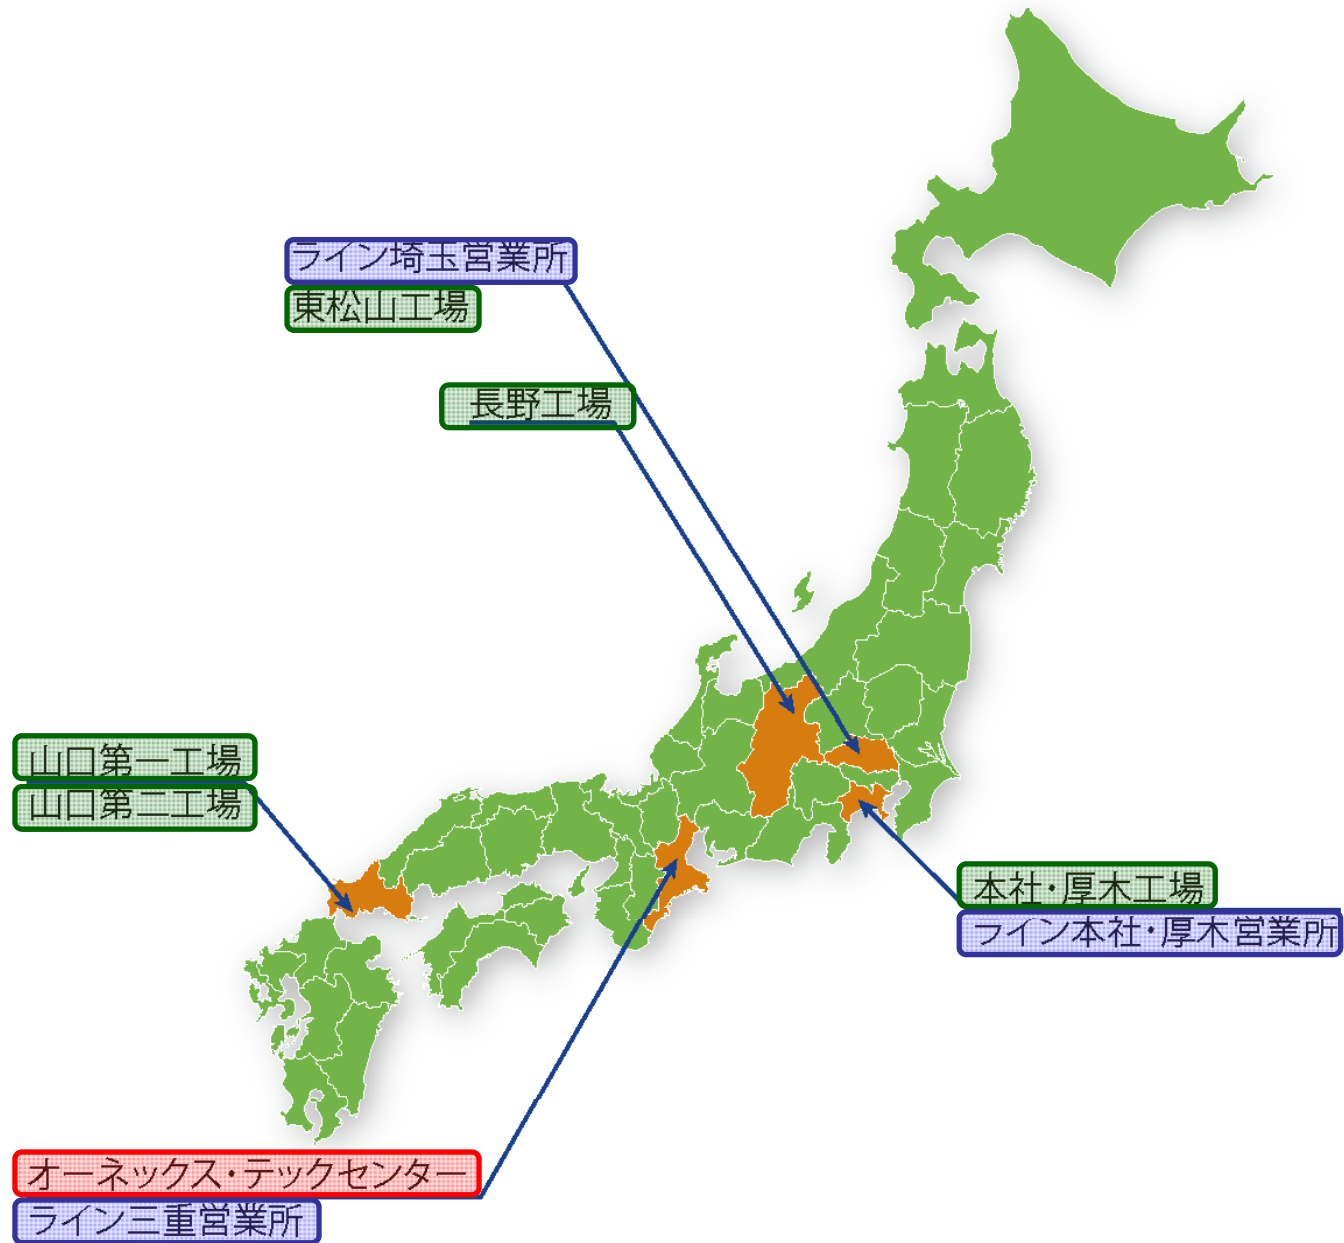 ライン埼玉営業所
東松山工場
長野工場
山口第一工場
山口第二工場
本社・厚木工場
ライン本社・厚木営業所
オーネックス・テックセンター
ライン三重営業所